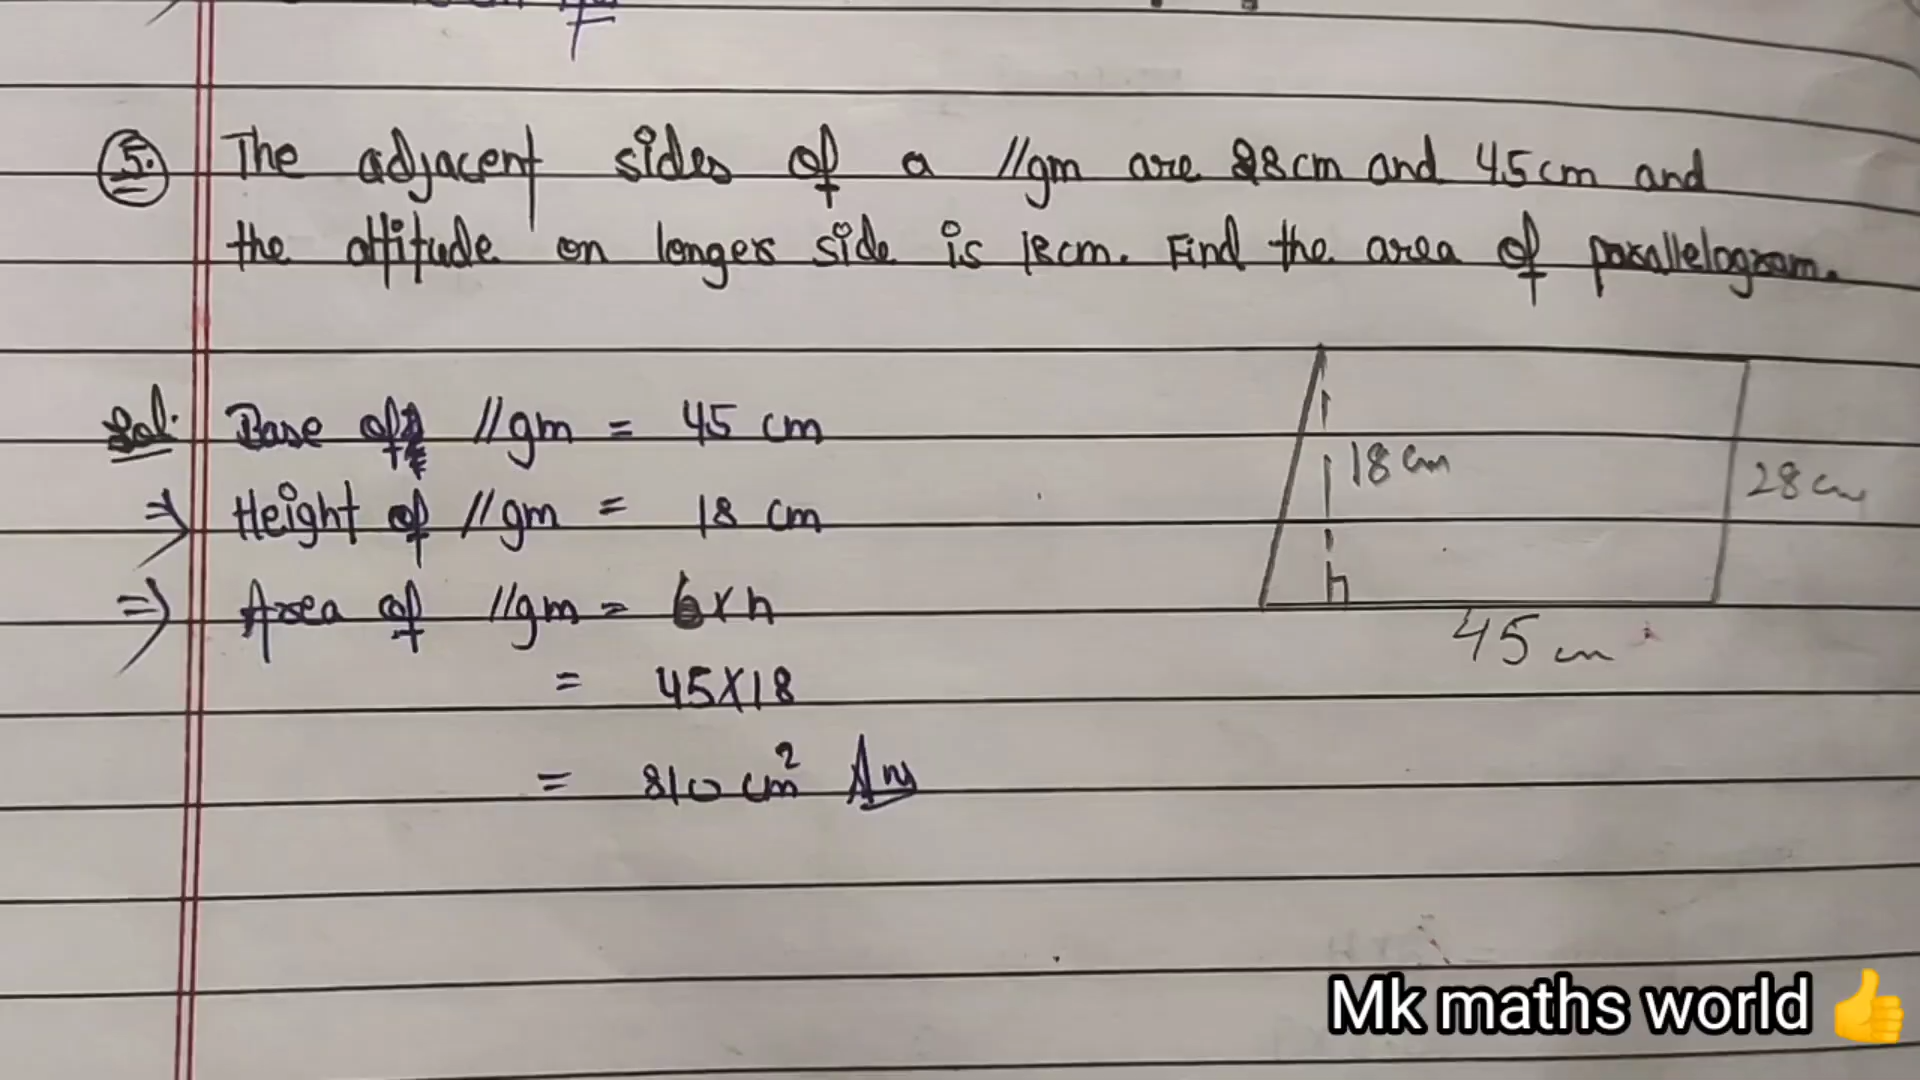 5. The adjacent sides of a //gm are 28cm and 45cm and
the altitude on longer side is 18cm. Find the area of parallelogram.
Sol. Base of //gm = 45 cm
⇒ Height of //gm = 18 cm
⇒ Area of //gm = b×h
= 45×18
= 810 cm² Ans
18 cm
28 cm
h
45 cm
Mk maths world 👍